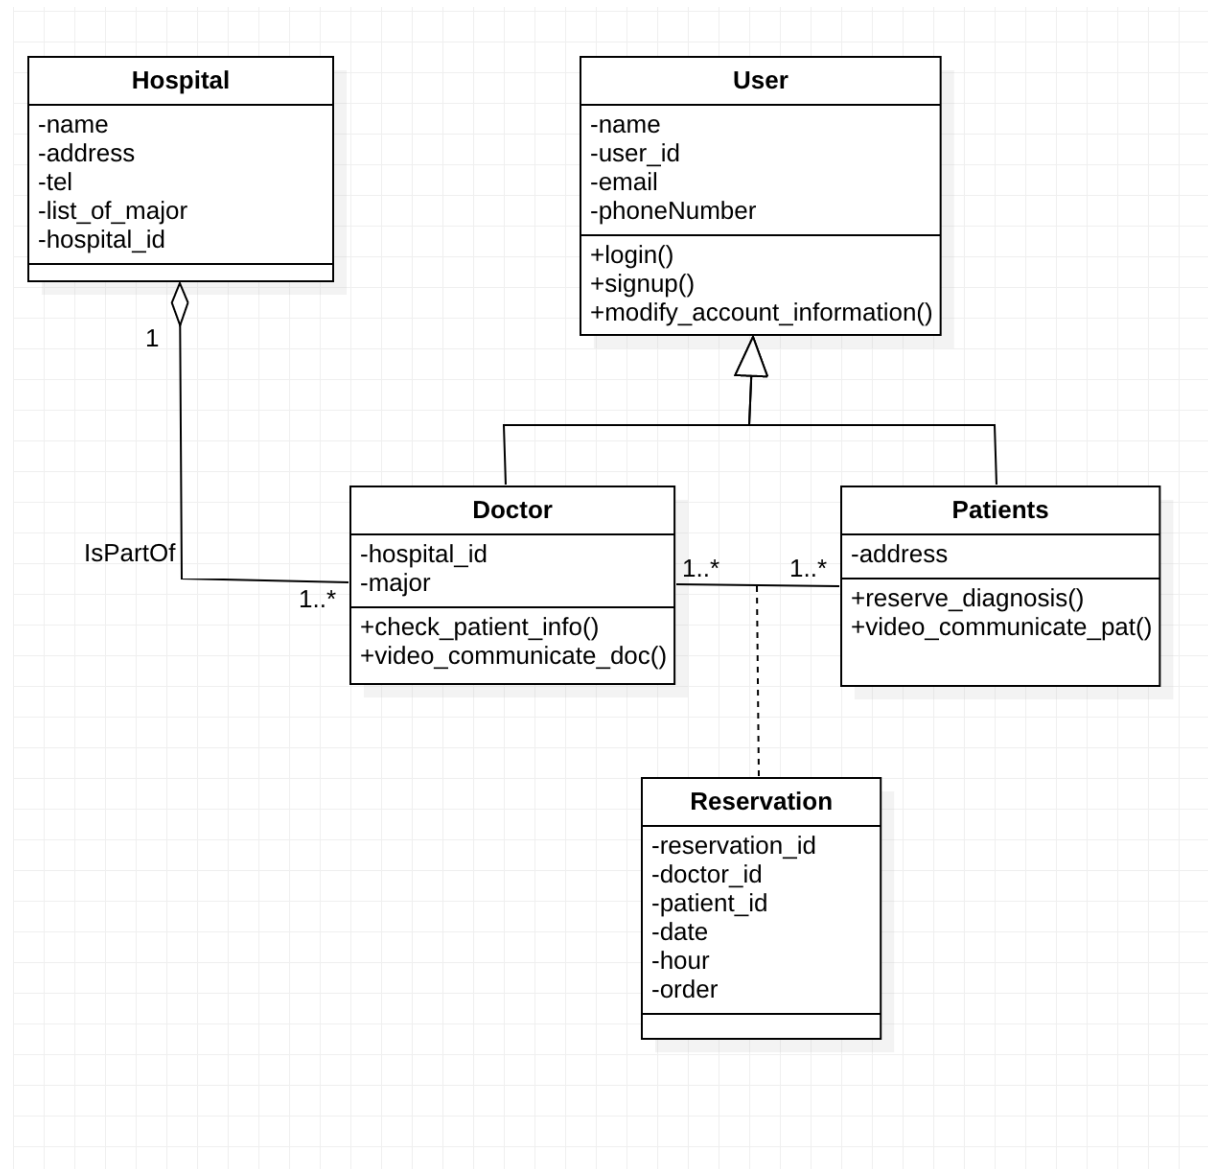 Hospital
-name
-address
-tel
-list_of_major
-hospital_id
User
-name
-user_id
-email
-phoneNumber
+login()
+signup()
+modify_account_information()
1
IsPartOf
1..*
Doctor
-hospital_id
-major
+check_patient_info()
+video_communicate_doc()
1..*
1..*
Patients
-address
+reserve_diagnosis()
+video_communicate_pat()
Reservation
-reservation_id
-doctor_id
-patient_id
-date
-hour
-order